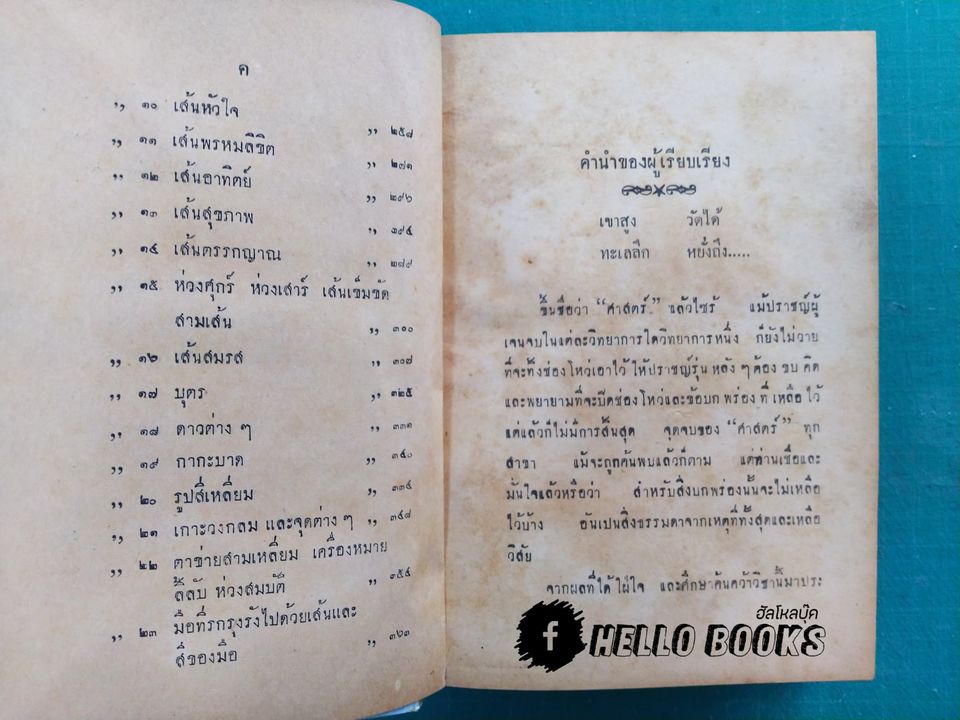 ค
,, ๑๐ เส้นหัวใจ ,, ๒๕๘
,, ๑๑ เส้นพรหมลิขิต ,, ๒๗๑
,, ๑๒ เส้นอาทิตย์ ,, ๒๙๖
,, ๑๓ เส้นสุขภาพ ,, ๓๙๔
,, ๑๔ เส้นตรรกญาณ ,, ๒๘๙
,, ๑๕ ห่วงศุกร์ ห่วงเสาร์ เส้นเข็มขัด
สามเส้น ,, ๓๐๐
,, ๑๖ เส้นสมรส ,, ๓๐๗
,, ๑๗ บุตร ,, ๓๒๕
,, ๑๘ ดาวต่าง ๆ ,, ๓๓๑
,, ๑๙ กากะบาด ,, ๓๔๐
,, ๒๐ รูปสี่เหลี่ยม ,, ๓๓๔
,, ๒๑ เกาะวงกลม และจุดต่าง ๆ ,, ๓๔๘
,, ๒๒ ตาข่ายสามเหลี่ยม เครื่องหมาย
ลี้ลับ ห่วงสมบัติ ,, ๓๕๔
,, ๒๓ มือที่รกรุงรังไปด้วยเส้นและ
สีของมือ ,, ๓๖๓
คำนำของผู้เรียบเรียง
เขาสูง วัดได้
ทะเลลึก หยั่งถึง.....
ขึ้นชื่อว่า “ศาสตร์” แล้วไซร้ แม้ปราชญ์ผู้
เจนจบในแต่ละวิทยาการใดวิทยาการหนึ่ง ก็ยังไม่วาย
ที่จะทิ้งช่องโหว่เอาไว้ ให้ปราชญ์รุ่น หลัง ๆ ต้อง ขบ คิด
และพยายามที่จะปิดช่องโหว่และข้อบก พร่อง ที่ เหลือ ไว้
แต่แล้วก็ไม่มีการสิ้นสุด จุดจบของ “ศาสตร์” ทุก
สาขา แม้จะถูกค้นพบแล้วก็ตาม แต่ท่านเชื่อและ
มั่นใจแล้วหรือว่า สำหรับสิ่งบกพร่องนั้นจะไม่เหลือ
ไว้บ้าง อันเปนสิ่งธรรมดาจากเหตุที่ทิ้งสุดและเหลือ
วิสัย
จากผลที่ได้ ใฝ่ใจ และศึกษาค้นคว้าวิชานี้มาประ
ฮัลโหลบุ๊ค
f HELLO BOOKS